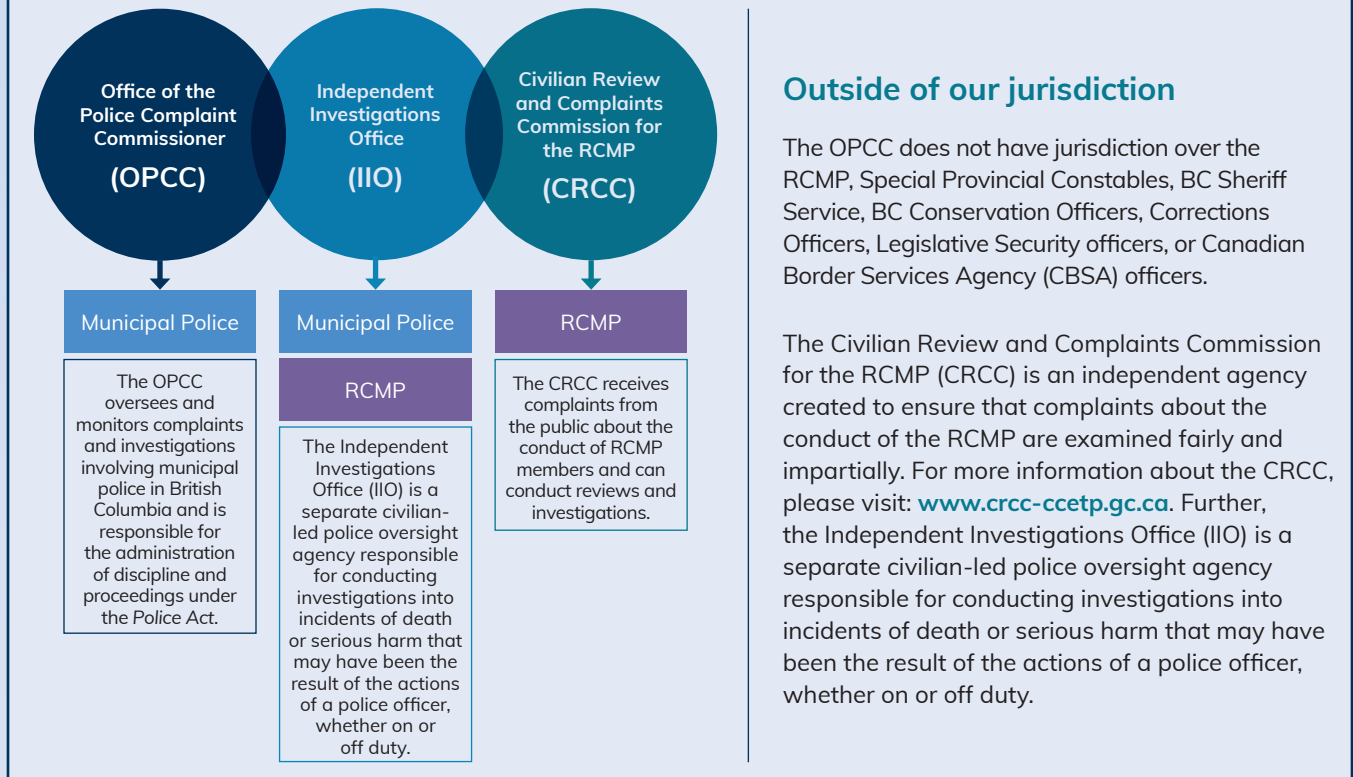 Office of the
Police Complaint
Commissioner
(OPCC)
Independent
Investigations
Office
(IIO)
Civilian Review
and Complaints
Commission for
the RCMP
(CRCC)
Municipal Police
The OPCC
oversees and
monitors complaints
and investigations
involving municipal
police in British
Columbia and is
responsible for
the administration
of discipline and
proceedings under
the Police Act.
Municipal Police
RCMP
The Independent
Investigations
Office (IIO) is a
separate civilian-
led police oversight
agency responsible
for conducting
investigations into
incidents of death
or serious harm that
may have been the
result of the actions
of a police officer,
whether on or
off duty.
RCMP
The CRCC receives
complaints from
the public about the
conduct of RCMP
members and can
conduct reviews and
investigations.
Outside of our jurisdiction
The OPCC does not have jurisdiction over the
RCMP, Special Provincial Constables, BC Sheriff
Service, BC Conservation Officers, Corrections
Officers, Legislative Security officers, or Canadian
Border Services Agency (CBSA) officers.
The Civilian Review and Complaints Commission
for the RCMP (CRCC) is an independent agency
created to ensure that complaints about the
conduct of the RCMP are examined fairly and
impartially. For more information about the CRCC,
please visit: www.crcc-ccetp.gc.ca. Further,
the Independent Investigations Office (IIO) is a
separate civilian-led police oversight agency
responsible for conducting investigations into
incidents of death or serious harm that may have
been the result of the actions of a police officer,
whether on or off duty.